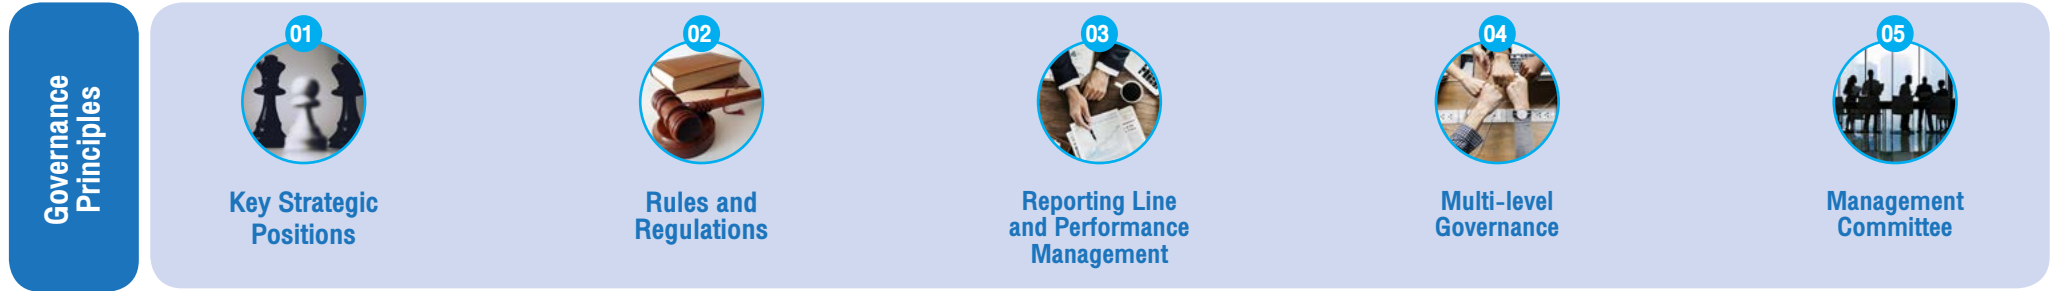 Governance
Principles
01
Key Strategic
Positions
02
Rules and
Regulations
03
Reporting Line
and Performance
Management
04
Multi-level
Governance
05
Management
Committee